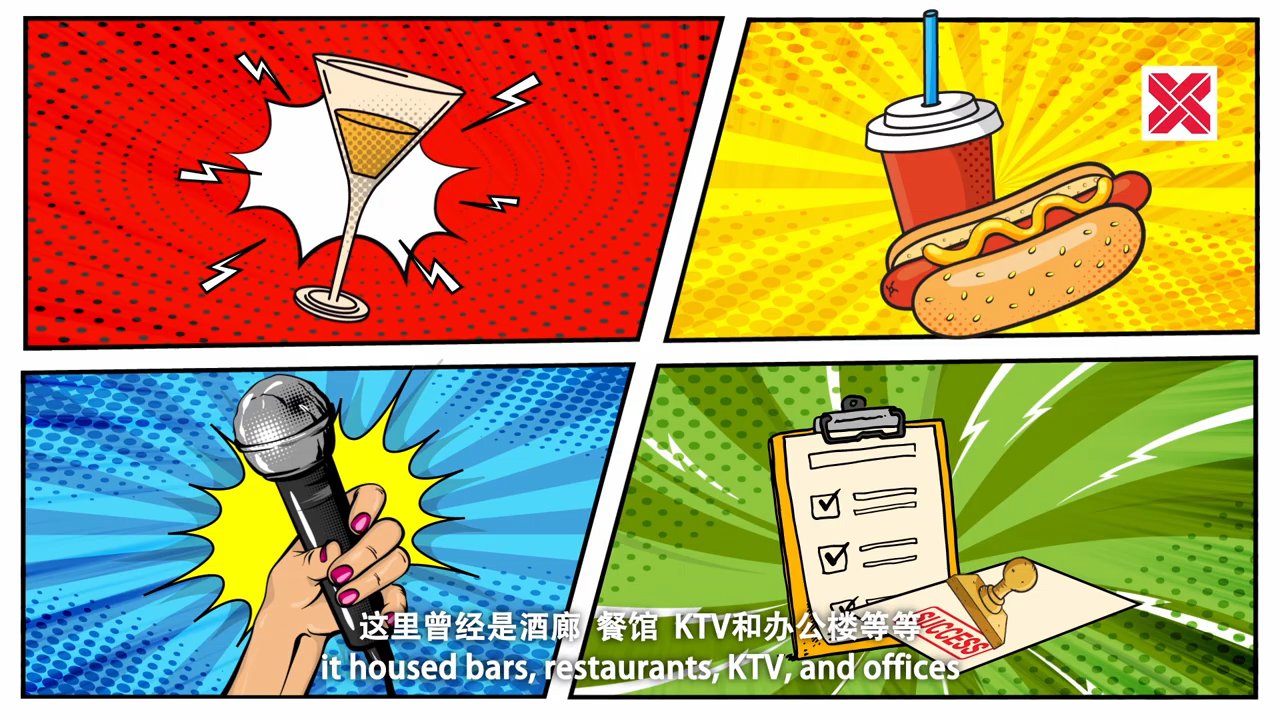 SUCCESS
这里曾经是酒廊 餐馆 KTV和办公楼等等
it housed bars, restaurants, KTV, and offices